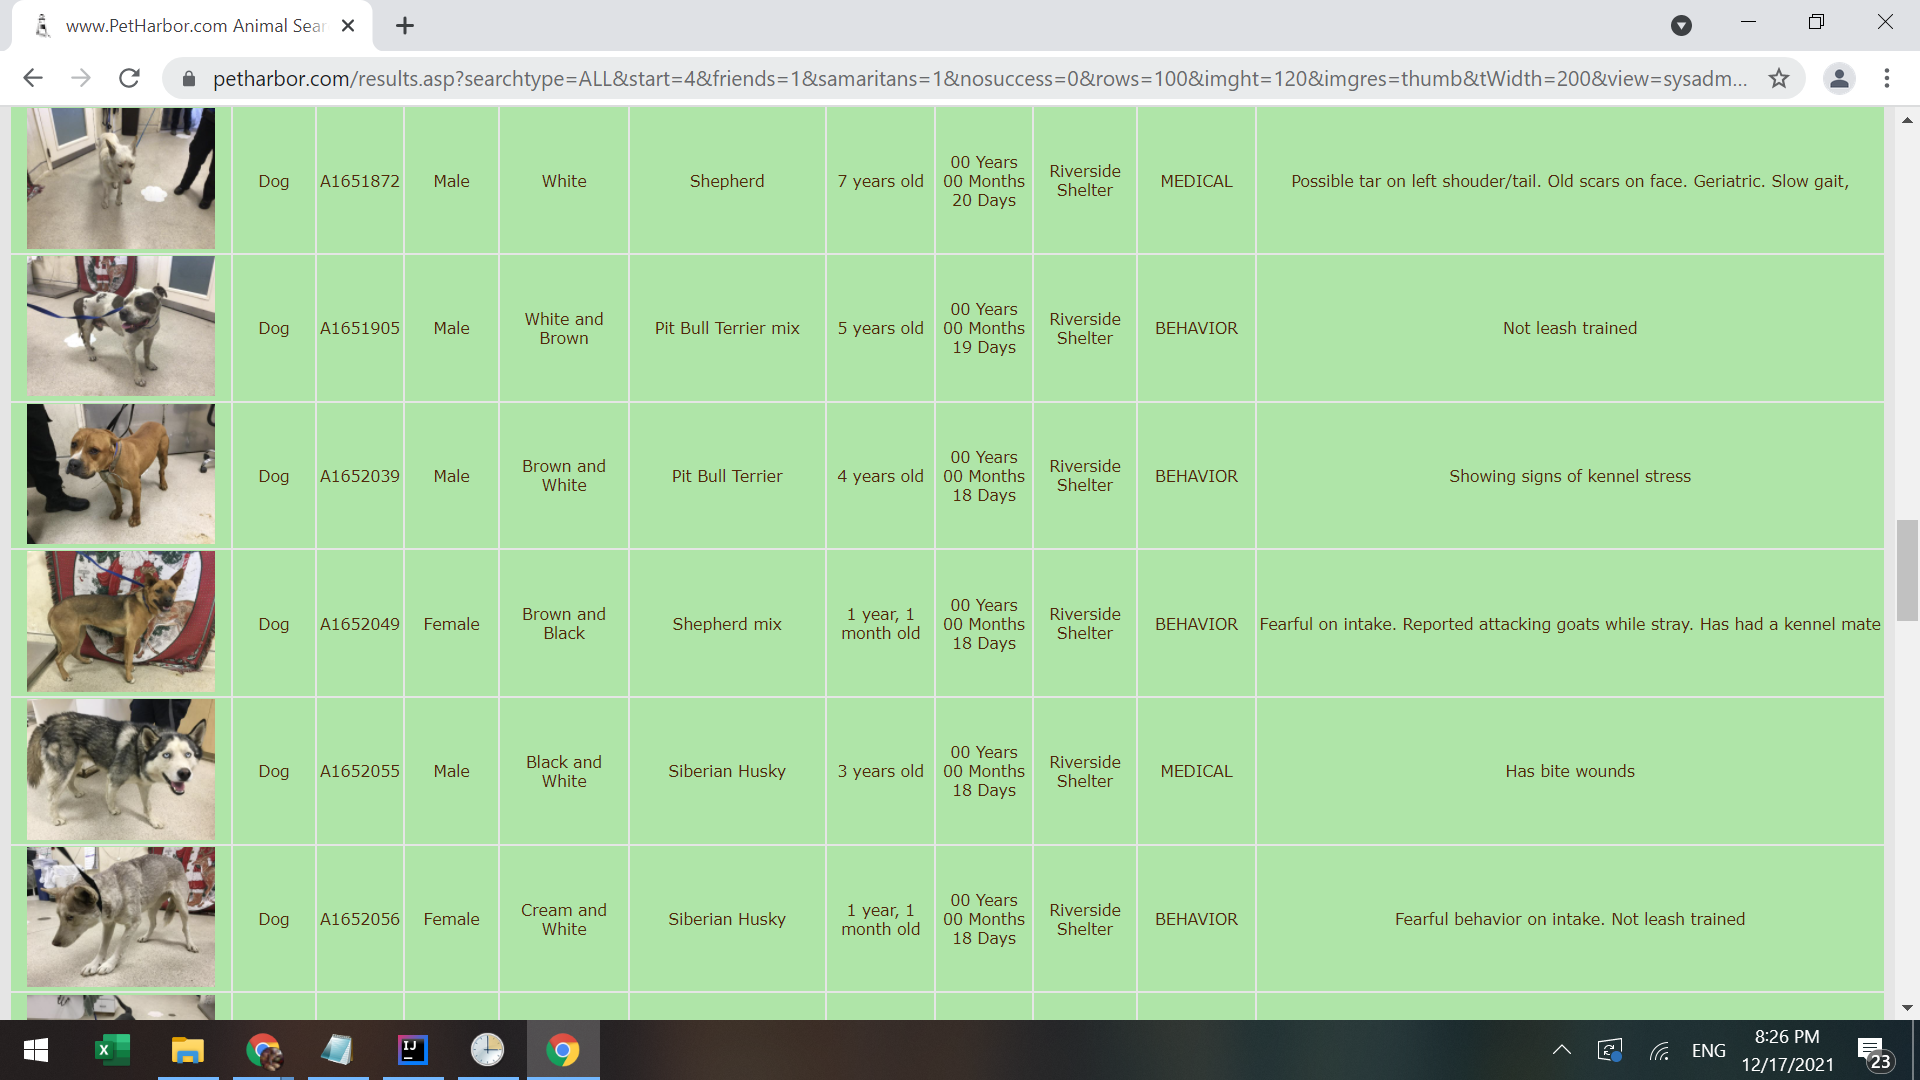 www.PetHarbor.com Animal Sear
petharbor.com/results.asp?searchtype=ALL&start=4&friends=1&samaritans=1&nosuccess=0&rows=100&imght=120&imgres=thumb&tWidth=200&view=sysadm...
Dog A1651872 Male White Shepherd 7 years old 00 Years 00 Months 20 Days Riverside Shelter MEDICAL Possible tar on left shouder/tail. Old scars on face. Geriatric. Slow gait,
Dog A1651905 Male White and Brown Pit Bull Terrier mix 5 years old 00 Years 00 Months 19 Days Riverside Shelter BEHAVIOR Not leash trained
Dog A1652039 Male Brown and White Pit Bull Terrier 4 years old 00 Years 00 Months 18 Days Riverside Shelter BEHAVIOR Showing signs of kennel stress
Dog A1652049 Female Brown and Black Shepherd mix 1 year, 1 month old 00 Years 00 Months 18 Days Riverside Shelter BEHAVIOR Fearful on intake. Reported attacking goats while stray. Has had a kennel mate
Dog A1652055 Male Black and White Siberian Husky 3 years old 00 Years 00 Months 18 Days Riverside Shelter MEDICAL Has bite wounds
Dog A1652056 Female Cream and White Siberian Husky 1 year, 1 month old 00 Years 00 Months 18 Days Riverside Shelter BEHAVIOR Fearful behavior on intake. Not leash trained
X IJ ENG 8:26 PM
12/17/2021 23